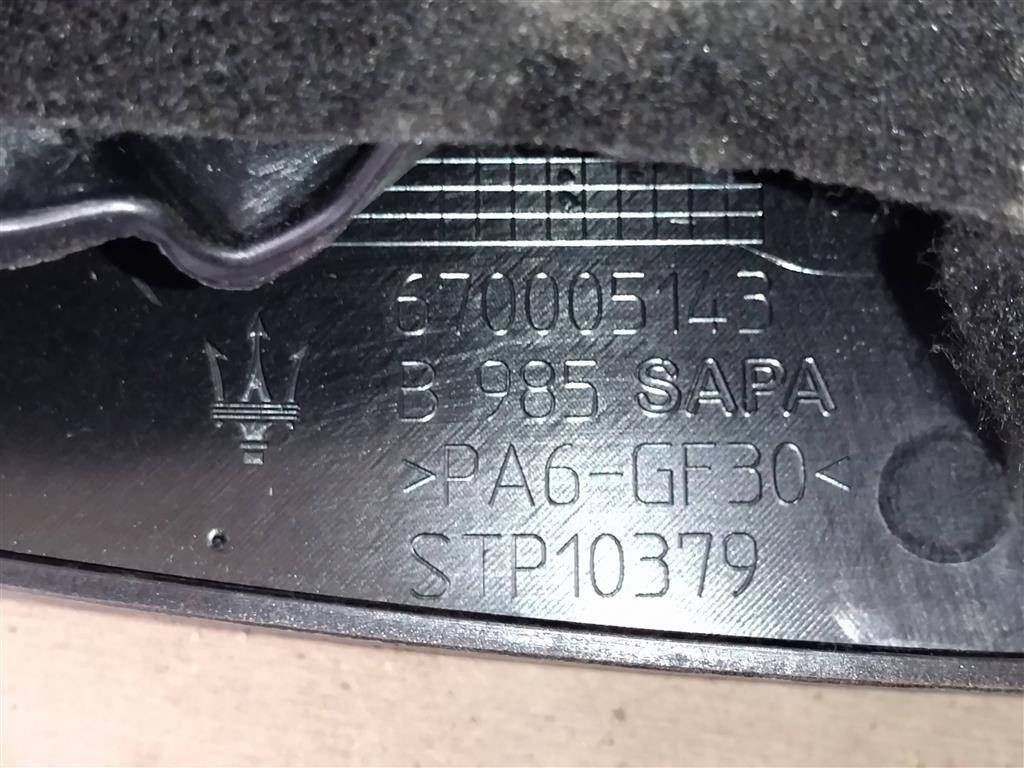 670005143
B 985 SAPA
>PA6-GF30<
STP10379